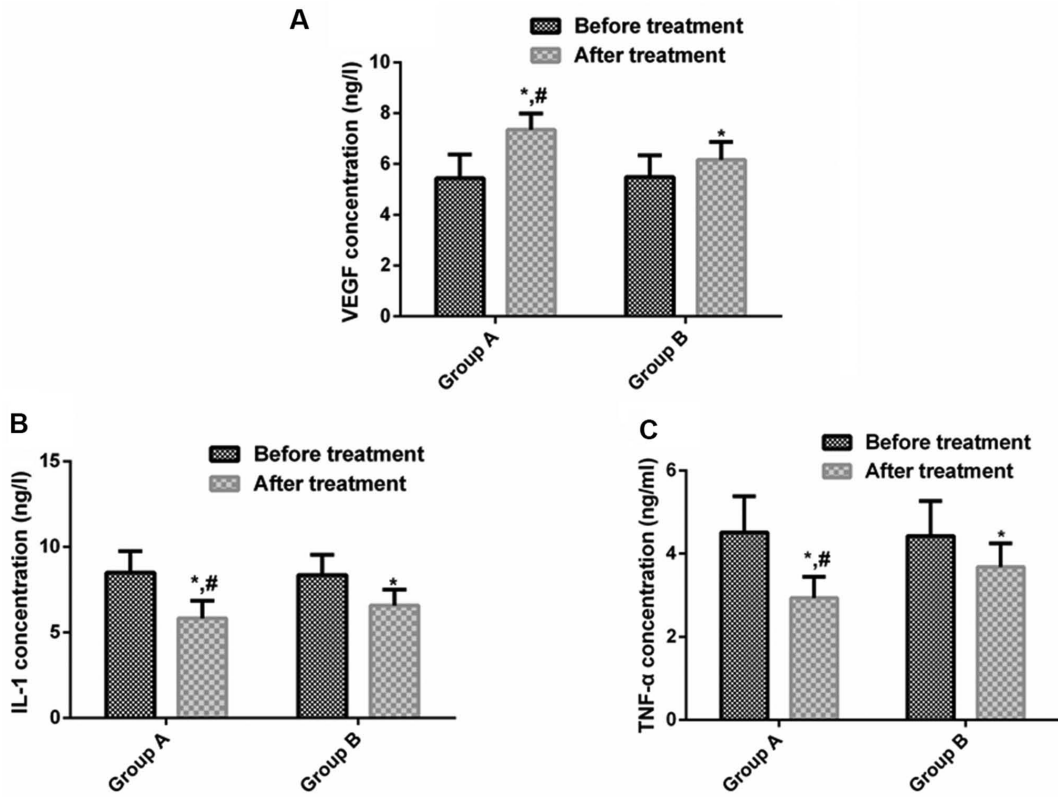 A
Before treatment
After treatment
VEGF concentration (ng/l)
10
8
6
4
2
0
*,#
*
Group A
Group B
B
Before treatment
After treatment
IL-1 concentration (ng/l)
15
10
5
0
*,#
*
Group A
Group B
C
Before treatment
After treatment
TNF-α concentration (ng/ml)
6
4
2
0
*,#
*
Group A
Group B